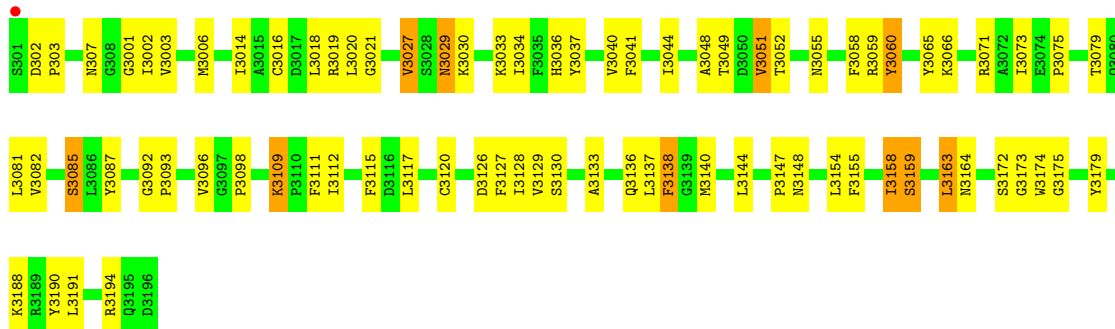 S301 D302 P303 N307 G308 G3001 I3002 V3003 M3006 I3014 A3015 C3016 D3017 L3018 R3019 L3020 G3021 V3027 S3028 N3029 K3030 K3033 I3034 F3035 H3036 Y3037 V3040 F3041 I3044 A3048 T3049 D3050 V3051 T3052 N3055 F3058 R3059 Y3060 Y3065 K3066 R3071 A3072 I3073 E3074 P3075 T3079
L3081 V3082 S3085 L3086 Y3087 G3092 P3093 V3096 G3097 P3098 K3109 P3110 F3111 I3112 F3115 D3116 L3117 C3120 D3126 F3127 I3128 V3129 S3130 A3133 Q3136 L3137 F3138 G3139 M3140 L3144 P3147 N3148 L3154 F3155 I3158 S3159 L3163 N3164 S3172 G3173 W3174 G3175 Y3179
K3188 R3189 Y3190 L3191 R3194 Q3195 D3196